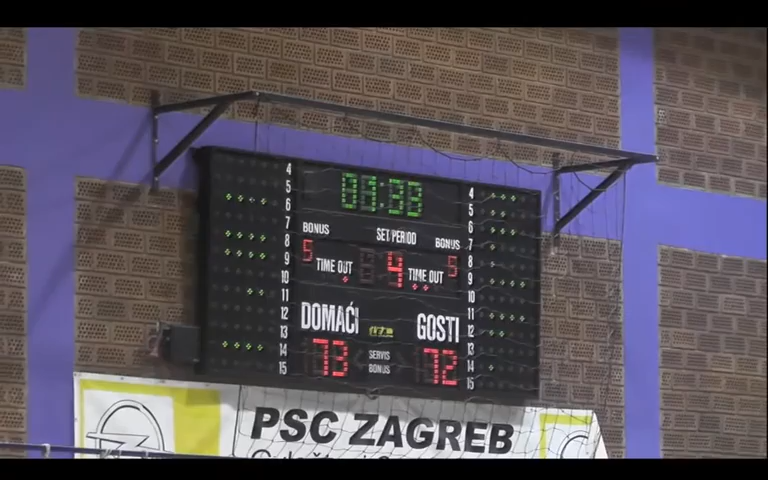 01:33
4 4
5 5
6 6
7 BONUS SET/PERIOD BONUS 7
8 5 4 5 8
9 TIME OUT TIME OUT 9
10 10
11 11
12 DOMAĆI GOSTI 12
13 13
14 73 SERVIS 72 14
15 BONUS 15
PSC ZAGREB